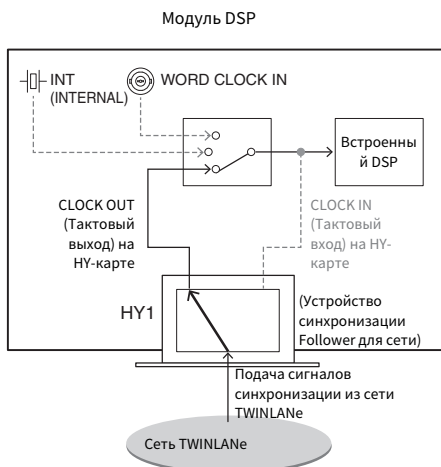 Модуль DSP
INT
(INTERNAL)
WORD CLOCK IN
Встроенны
й DSP
CLOCK OUT
(Тактовый
выход) на
HY-карте
CLOCK IN
(Тактовый
вход) на HY-
карте
HY1
(Устройство
синхронизации
Follower для сети)
Подача сигналов
синхронизации из сети
TWINLANe
Сеть TWINLANe